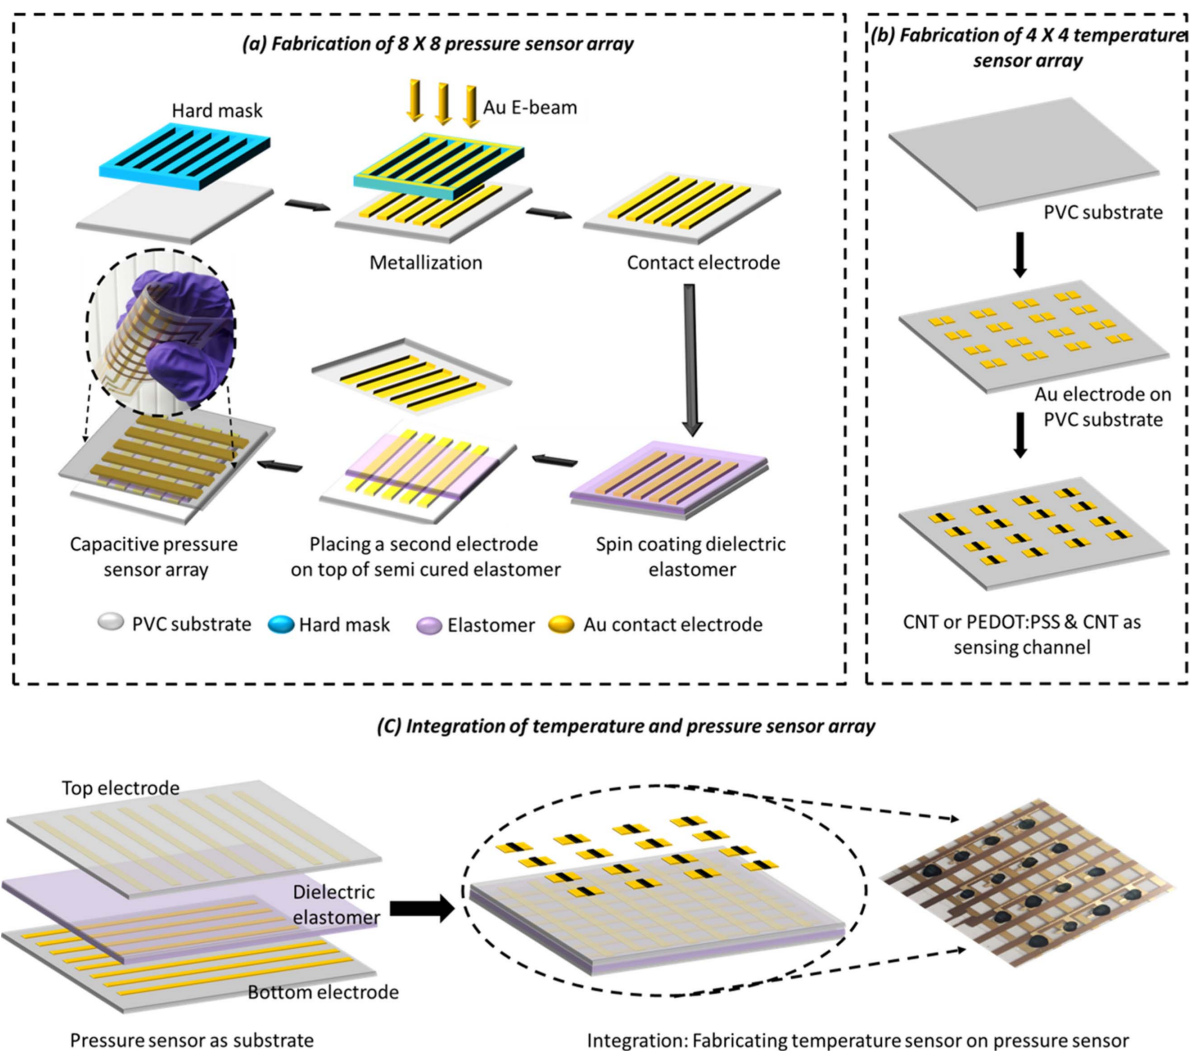 (a) Fabrication of 8 X 8 pressure sensor array
Hard mask
Au E-beam
Metallization
Contact electrode
Capacitive pressure
sensor array
Placing a second electrode
on top of semi cured elastomer
Spin coating dielectric
elastomer
PVC substrate
Hard mask
Elastomer
Au contact electrode
(b) Fabrication of 4 X 4 temperature
sensor array
PVC substrate
Au electrode on
PVC substrate
CNT or PEDOT:PSS & CNT as
sensing channel
(C) Integration of temperature and pressure sensor array
Top electrode
Dielectric
elastomer
Bottom electrode
Pressure sensor as substrate
Integration: Fabricating temperature sensor on pressure sensor